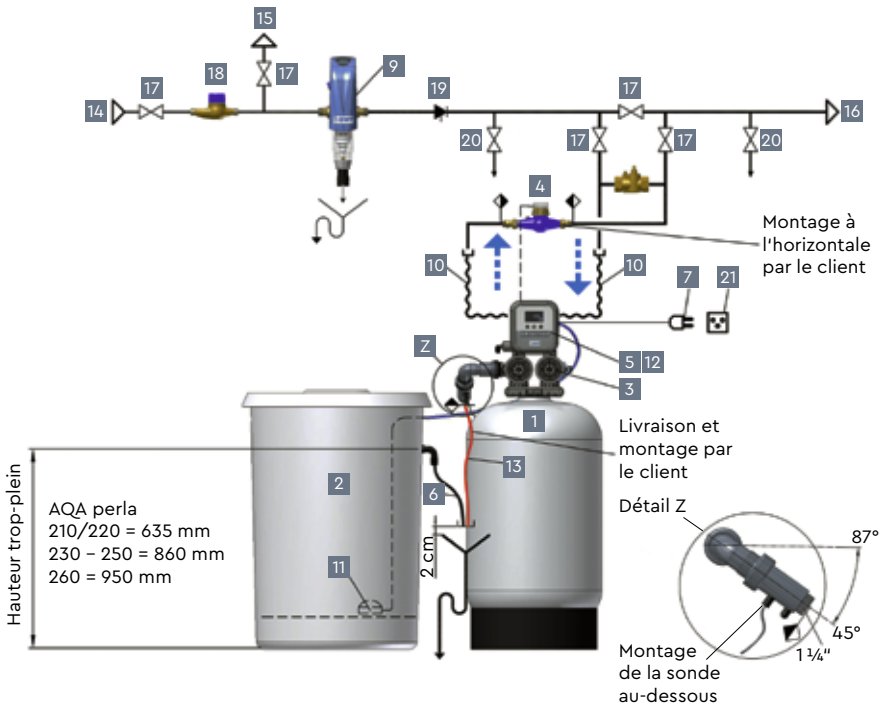 15
17
18
17
9
19
17
14
16
20
17
17
20
4
Montage à
l'horizontale
par le client
10
10
7
21
Z
5
12
3
1
Livraison et
montage par
le client
13
2
6
Hauteur trop-plein
AQA perla
210/220 = 635 mm
230 – 250 = 860 mm
260 = 950 mm
2 cm
11
Détail Z
87°
45°
1 ¼"
Montage
de la sonde
au-dessous